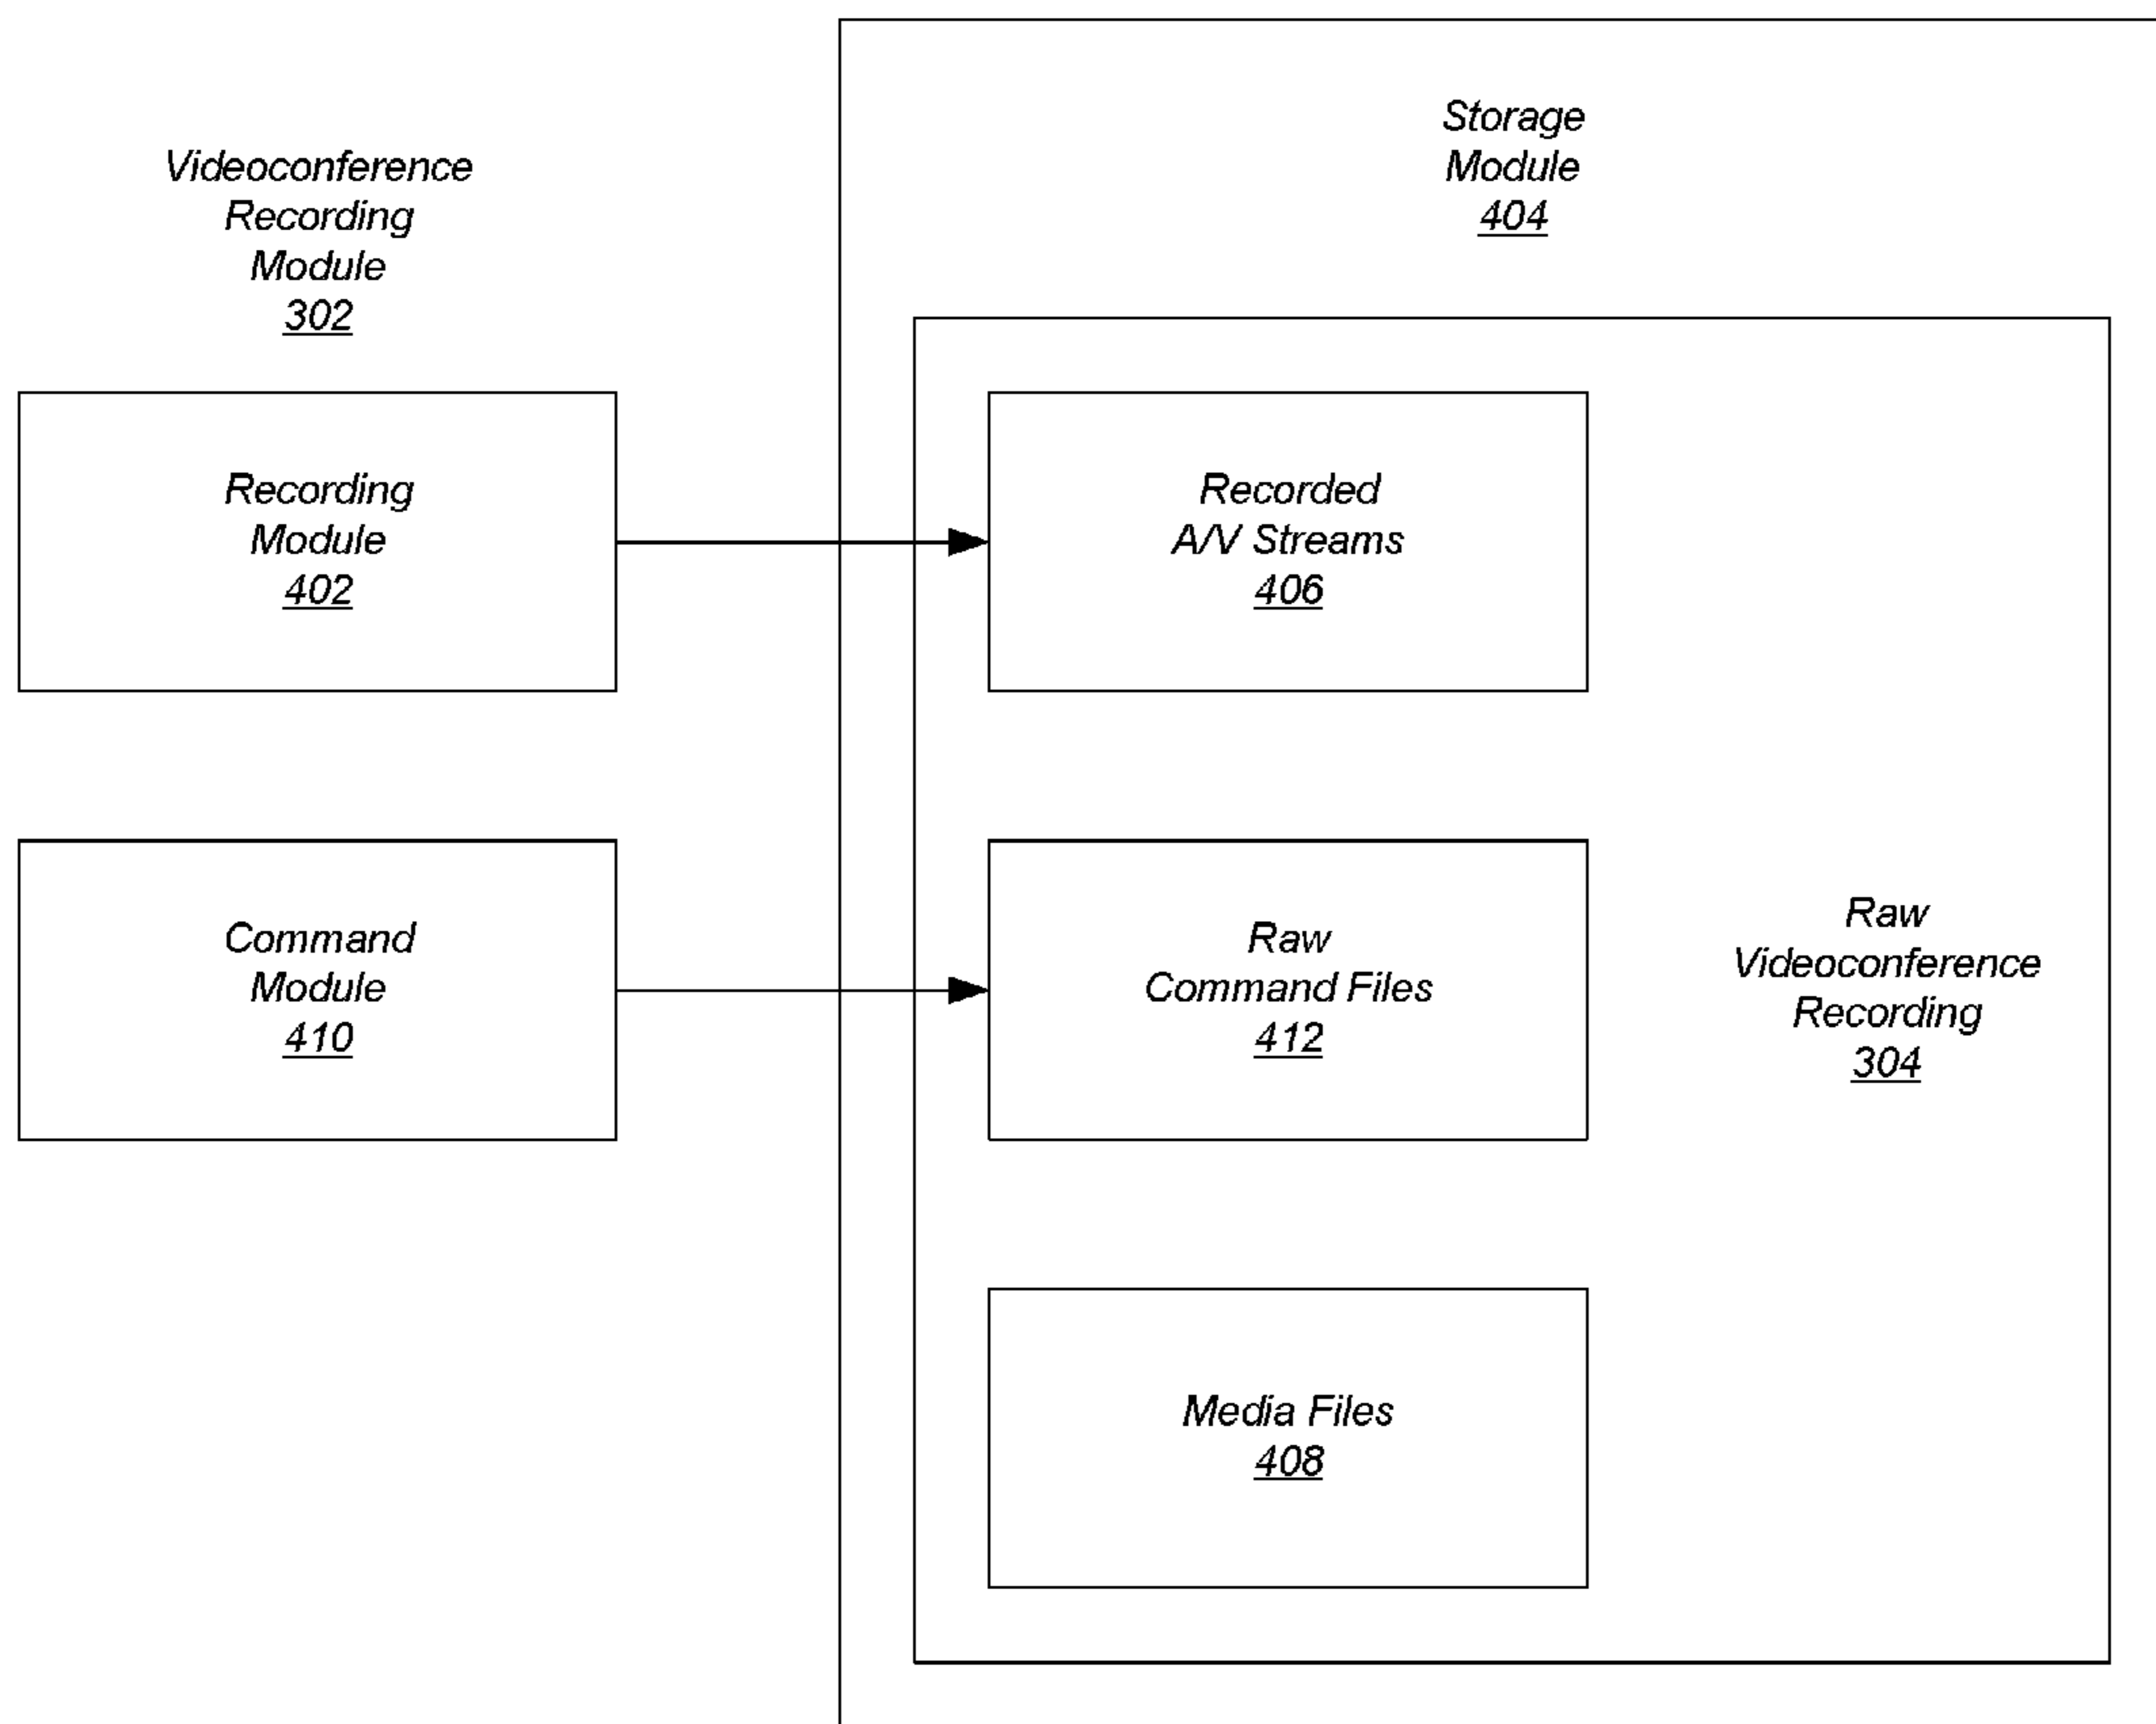 Storage
Module
404
Videoconference
Recording
Module
302
Recording
Module
402
Recorded
A/V Streams
406
Command
Module
410
Raw
Command Files
412
Raw
Videoconference
Recording
304
Media Files
408